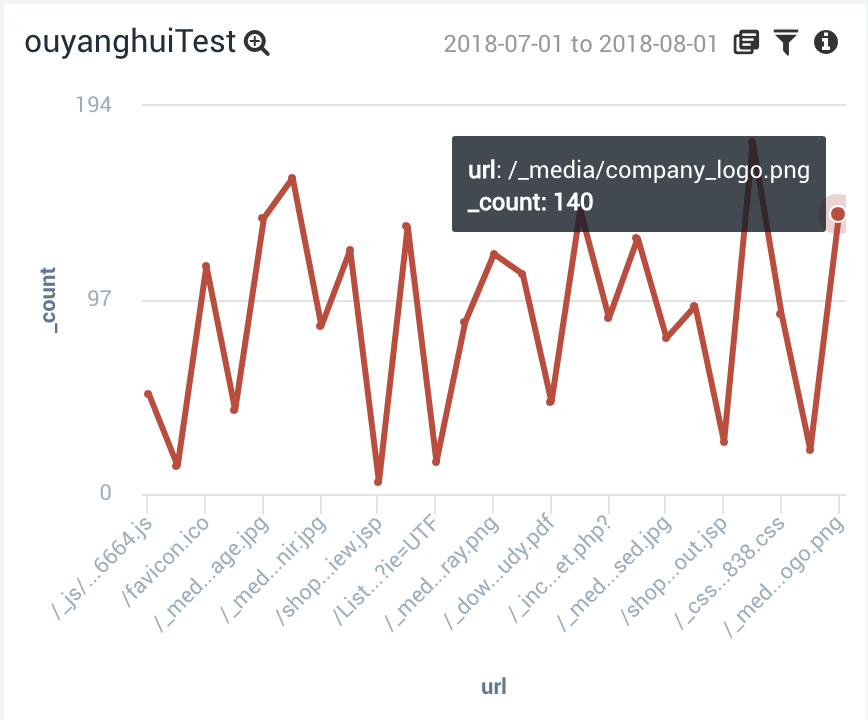 ouyanghuiTest
2018-07-01 to 2018-08-01
194
url: /_media/company_logo.png
_count: 140
_count
97
0
/_js/...6664.js
/favicon.ico
/_med...age.jpg
/_med...nir.jpg
/shop...iew.jsp
/List...?ie=UTF
/_med...ray.png
/_dow...udy.pdf
/_inc...et.php?
/_med...sed.jpg
/shop...out.jsp
/_css...838.css
/_med...ogo.png
url